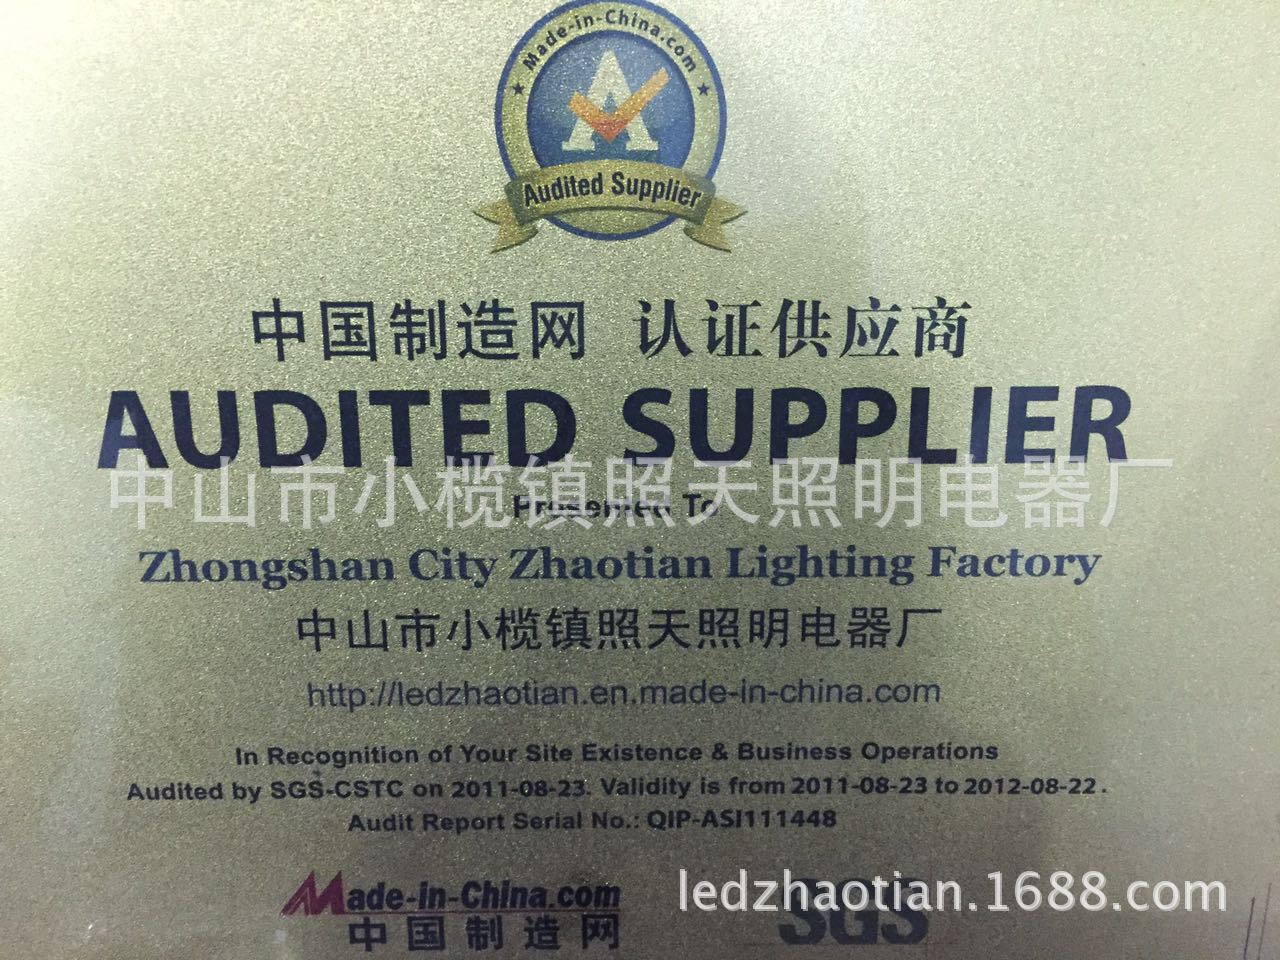 Made-in-China.com
A
Audited Supplier
中国制造网 认证供应商
AUDITED SUPPLIER
中山市小榄镇照天照明电器厂
Presented To
Zhongshan City Zhaotian Lighting Factory
中山市小榄镇照天照明电器厂
http://ledzhaotian.en.made-in-china.com
In Recognition of Your Site Existence & Business Operations
Audited by SGS-CSTC on 2011-08-23. Validity is from 2011-08-23 to 2012-08-22.
Audit Report Serial No.: QIP-ASI111448
Made-in-China.com
中国制造网
ledzhaotian.1688.com
SGS